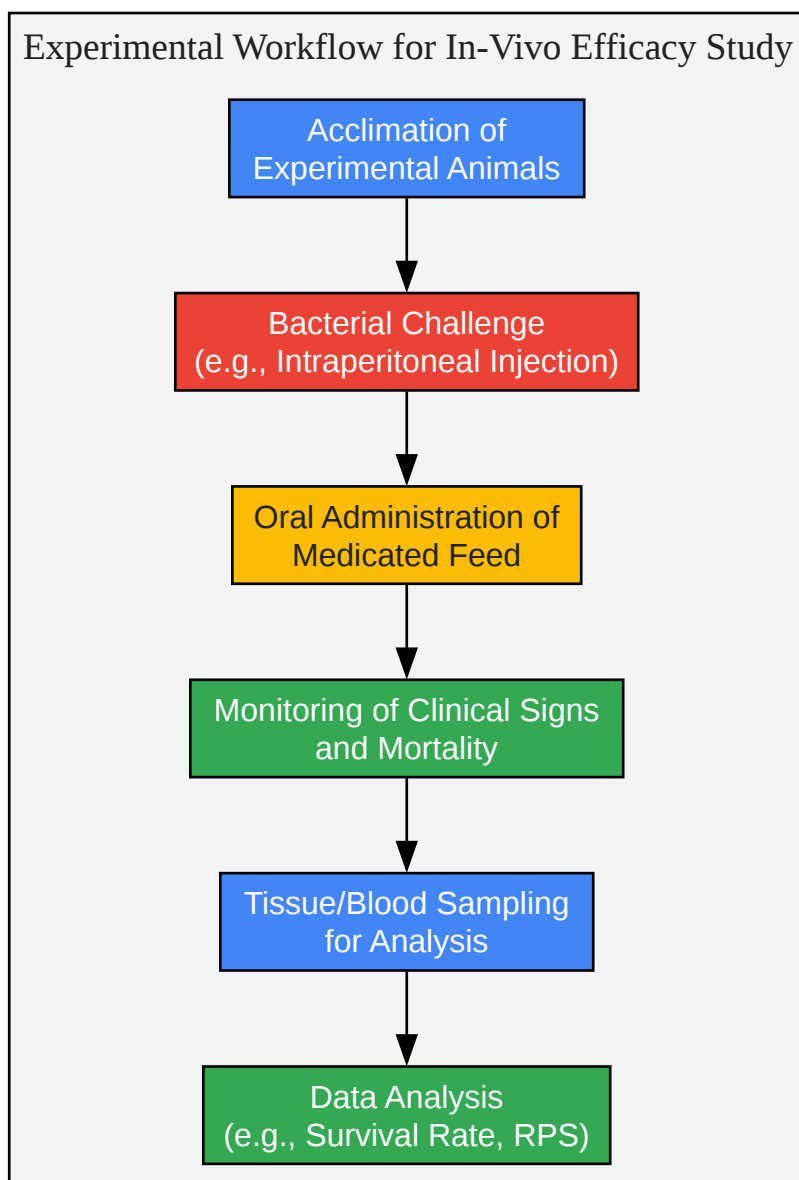 Experimental Workflow for In-Vivo Efficacy Study
Acclimation of
Experimental Animals
Bacterial Challenge
(e.g., Intraperitoneal Injection)
Oral Administration of
Medicated Feed
Monitoring of Clinical Signs
and Mortality
Tissue/Blood Sampling
for Analysis
Data Analysis
(e.g., Survival Rate, RPS)